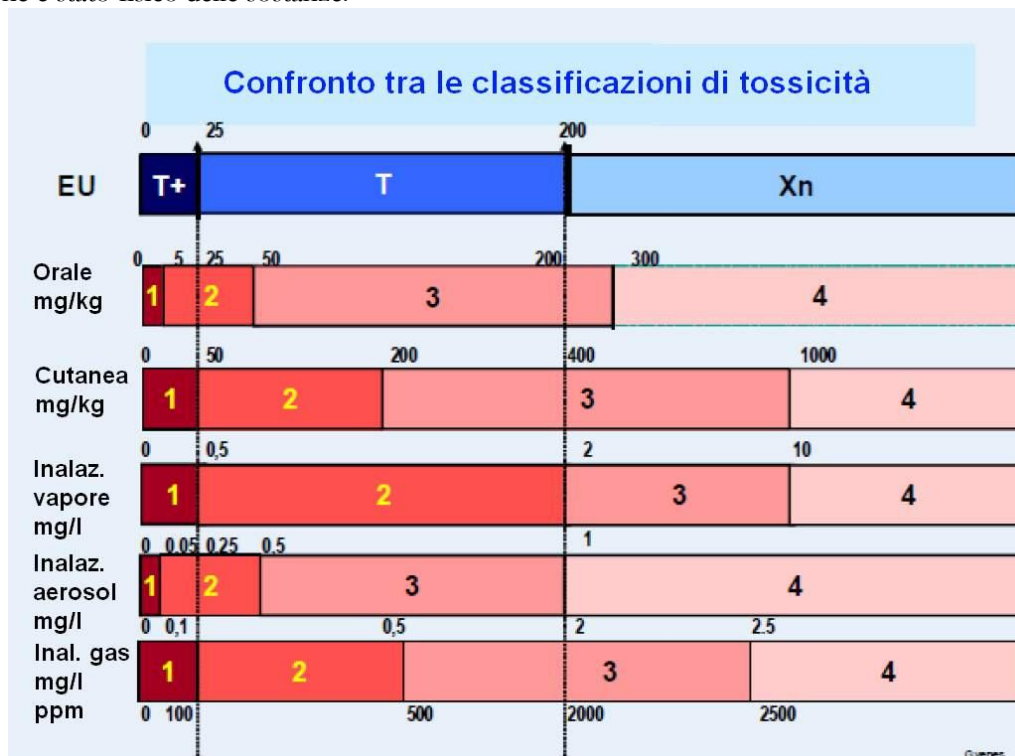 Confronto tra le classificazioni di tossicità
0 25 200
EU T+ T Xn
0 5 25 50 200 300
Orale
mg/kg
1 2 3 4
0 50 200 400 1000
Cutanea
mg/kg
1 2 3 4
0 0,5 2 10
Inalaz.
vapore
mg/l
1 2 3 4
0 0.05 0.25 0.5 1
Inalaz.
aerosol
mg/l
1 2 3 4
0 0,1 0,5 2 2.5
Inal. gas
mg/l
ppm
1 2 3 4
0 100 500 2000 2500